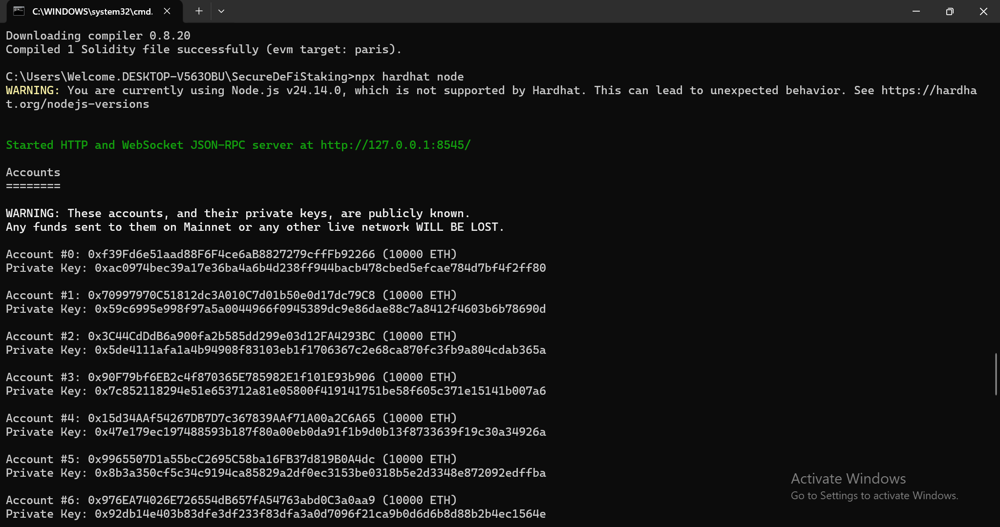 C:\WINDOWS\system32\cmd.
Downloading compiler 0.8.20
Compiled 1 Solidity file successfully (evm target: paris).
C:\Users\Welcome.DESKTOP-V563OBU\SecureDeFiStaking>npx hardhat node
WARNING: You are currently using Node.js v24.14.0, which is not supported by Hardhat. This can lead to unexpected behavior. See https://hardha
t.org/nodejs-versions
Started HTTP and WebSocket JSON-RPC server at http://127.0.0.1:8545/
Accounts
========
WARNING: These accounts, and their private keys, are publicly known.
Any funds sent to them on Mainnet or any other live network WILL BE LOST.
Account #0: 0xf39Fd6e51aad88F6F4ce6aB8827279cffFb92266 (10000 ETH)
Private Key: 0xac0974bec39a17e36ba4a6b4d238ff944bacb478cbed5efcae784d7bf4f2ff80
Account #1: 0x70997970C51812dc3A010C7d01b50e0d17dc79C8 (10000 ETH)
Private Key: 0x59c6995e998f97a5a0044966f0945389dc9e86dae88c7a8412f4603b6b78690d
Account #2: 0x3C44CdDdB6a900fa2b585dd299e03d12FA4293BC (10000 ETH)
Private Key: 0x5de4111afa1a4b94908f83103eb1f1706367c2e68ca870fc3fb9a804cdab365a
Account #3: 0x90F79bf6EB2c4f870365E785982E1f101E93b906 (10000 ETH)
Private Key: 0x7c852118294e51e653712a81e05800f419141751be58f605c371e15141b007a6
Account #4: 0x15d34AAf54267DB7D7c367839AAf71A00a2C6A65 (10000 ETH)
Private Key: 0x47e179ec197488593b187f80a00eb0da91f1b9d0b13f8733639f19c30a34926a
Account #5: 0x9965507D1a55bcC2695C58ba16FB37d819B0A4dc (10000 ETH)
Private Key: 0x8b3a350cf5c34c9194ca85829a2df0ec3153be0318b5e2d3348e872092edffba
Account #6: 0x976EA74026E726554dB657fA54763abd0C3a0aa9 (10000 ETH)
Private Key: 0x92db14e403b83dfe3df233f83dfa3a0d7096f21ca9b0d6d6b8d88b2b4ec1564e
Activate Windows
Go to Settings to activate Windows.